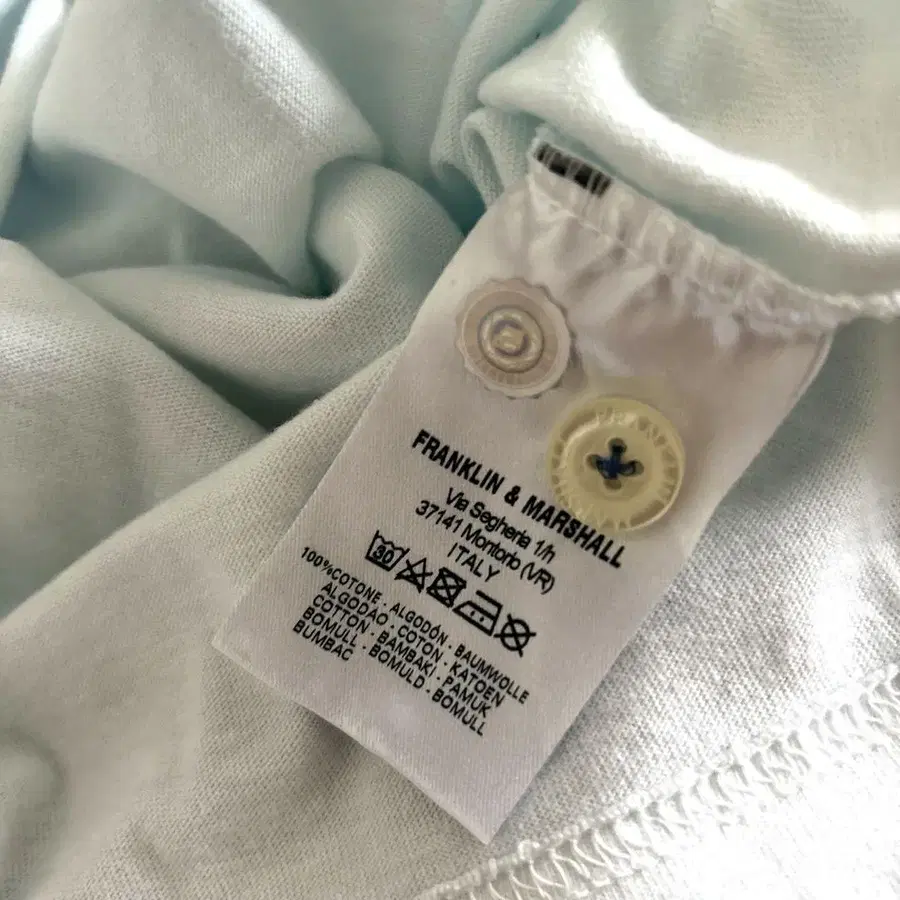 FRANKLIN & MARSHALL
Via Segheria 1/h
37141 Montorio (VR)
ITALY
30
100%COTONE · ALGODÓN · BAUMWOLLE
ALGODAO · COTON · KATOEN
COTTON · BAMBAKI · PAMUK
BOMULL · BOMULD · BOMULL
BUMBAC